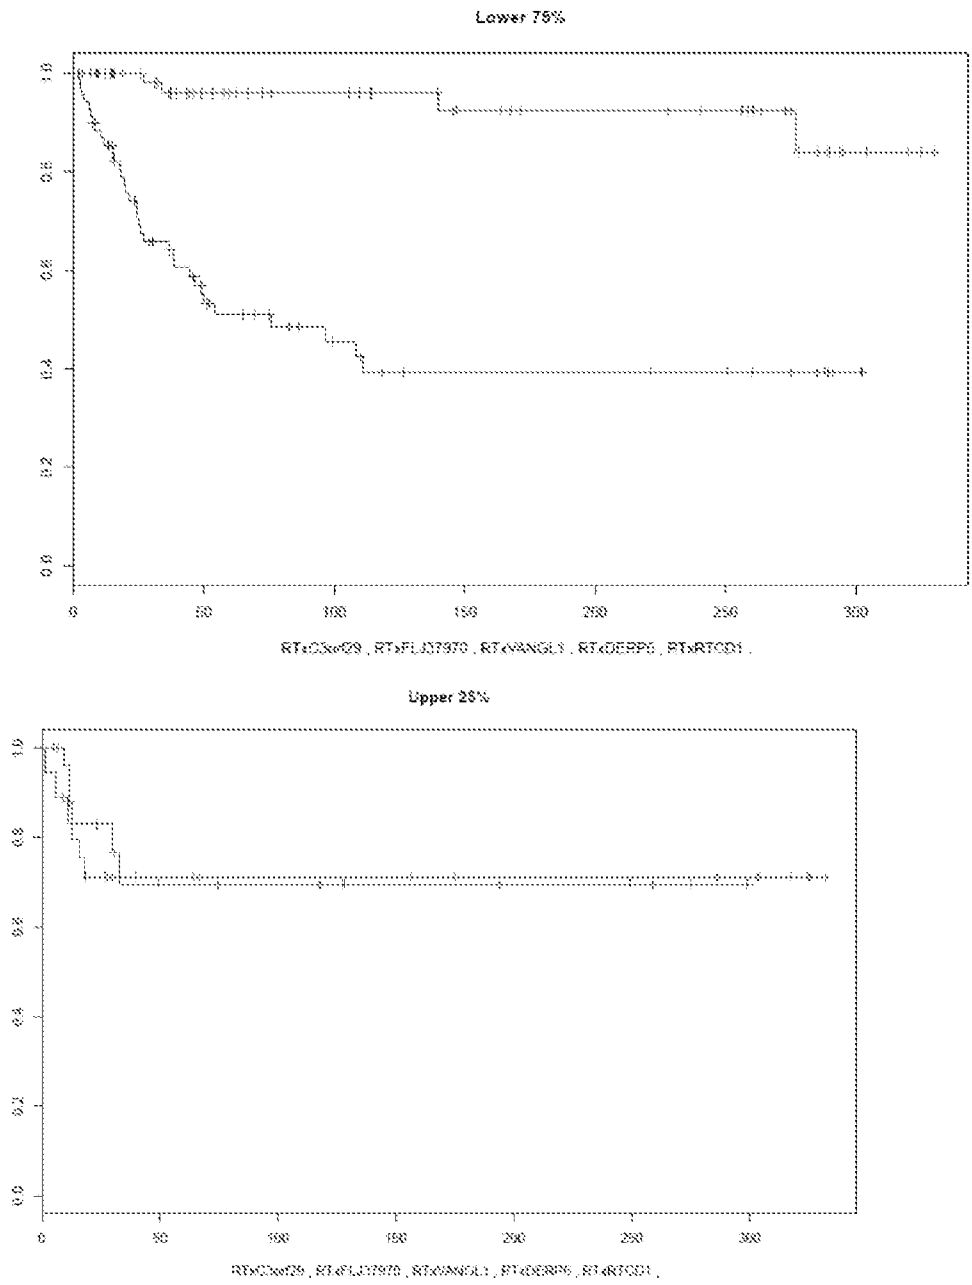 Lower 75%
1.0
0.8
0.6
0.4
0.2
0.0
0 50 100 150 200 250 300
RTxC3orf29 , RTxFLJ37970 , RTxVANGL1 , RTxDERP6 , RTxRTCD1 ,
Upper 25%
1.0
0.8
0.6
0.4
0.2
0.0
0 50 100 150 200 250 300
RTxC3orf29 , RTxFLJ37970 , RTxVANGL1 , RTxDERP6 , RTxRTCD1 ,